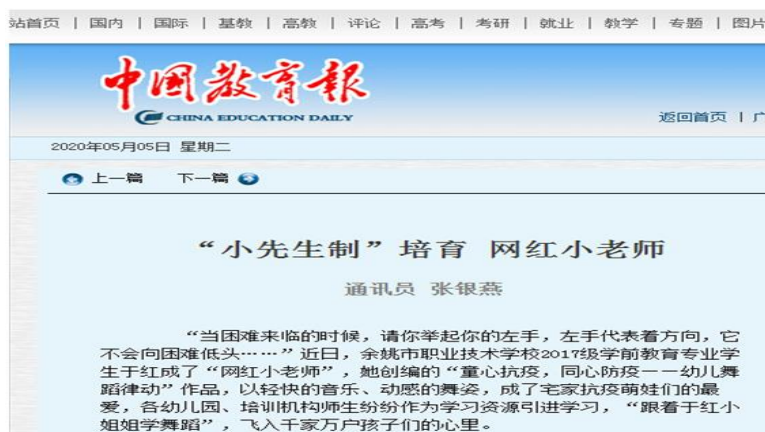 站首页 | 国内 | 国际 | 基教 | 高教 | 评论 | 高考 | 考研 | 就业 | 教学 | 专题 | 图片
中国教育报
CHINA EDUCATION DAILY
返回首页 | 广
2020年05月05日 星期二
上一篇 下一篇
“小先生制”培育 网红小老师
通讯员 张银燕
“当困难来临的时候，请你举起你的左手，左手代表着方向，它
不会向困难低头……”近日，余姚市职业技术学校2017级学前教育专业学
生于红成了“网红小老师”，她创编的“童心抗疫，同心防疫——幼儿舞
蹈律动”作品，以轻快的音乐、动感的舞姿，成了宅家抗疫萌娃们的最
爱，各幼儿园、培训机构师生纷纷作为学习资源引进学习，“跟着于红小
姐姐学舞蹈”，飞入千家万户孩子们的心里。